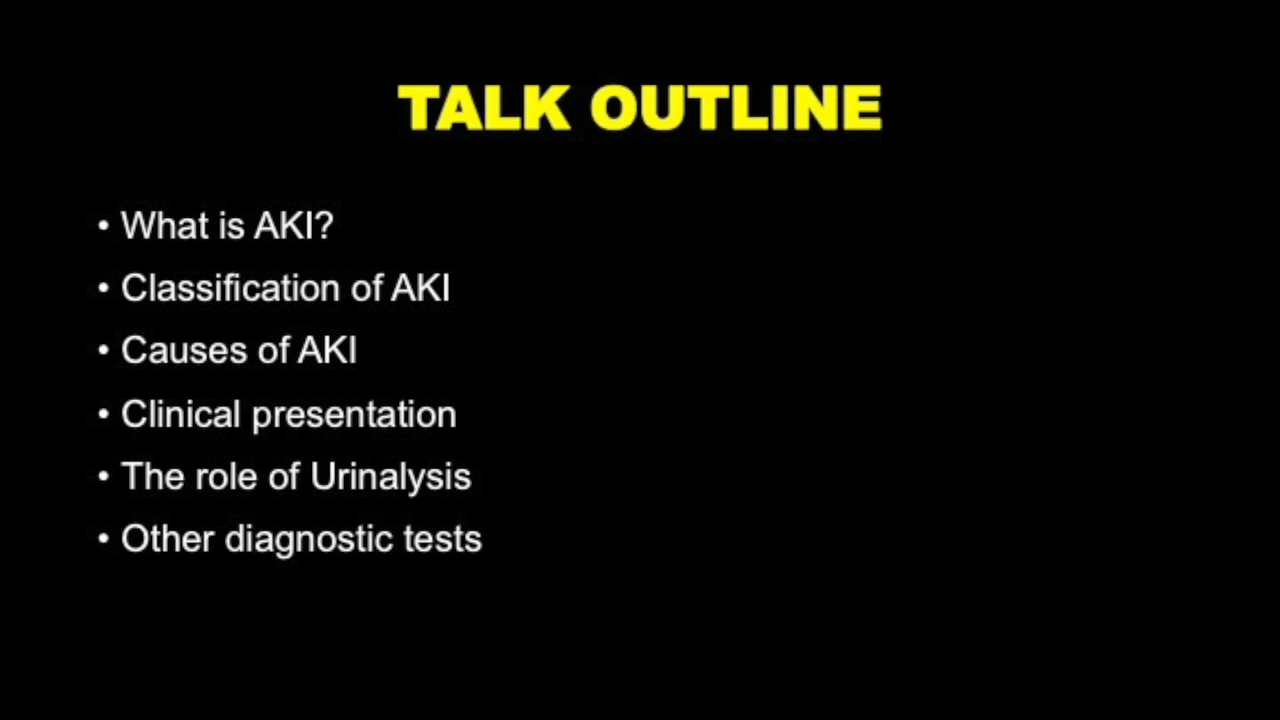 TALK OUTLINE
• What is AKI?
• Classification of AKI
• Causes of AKI
• Clinical presentation
• The role of Urinalysis
• Other diagnostic tests